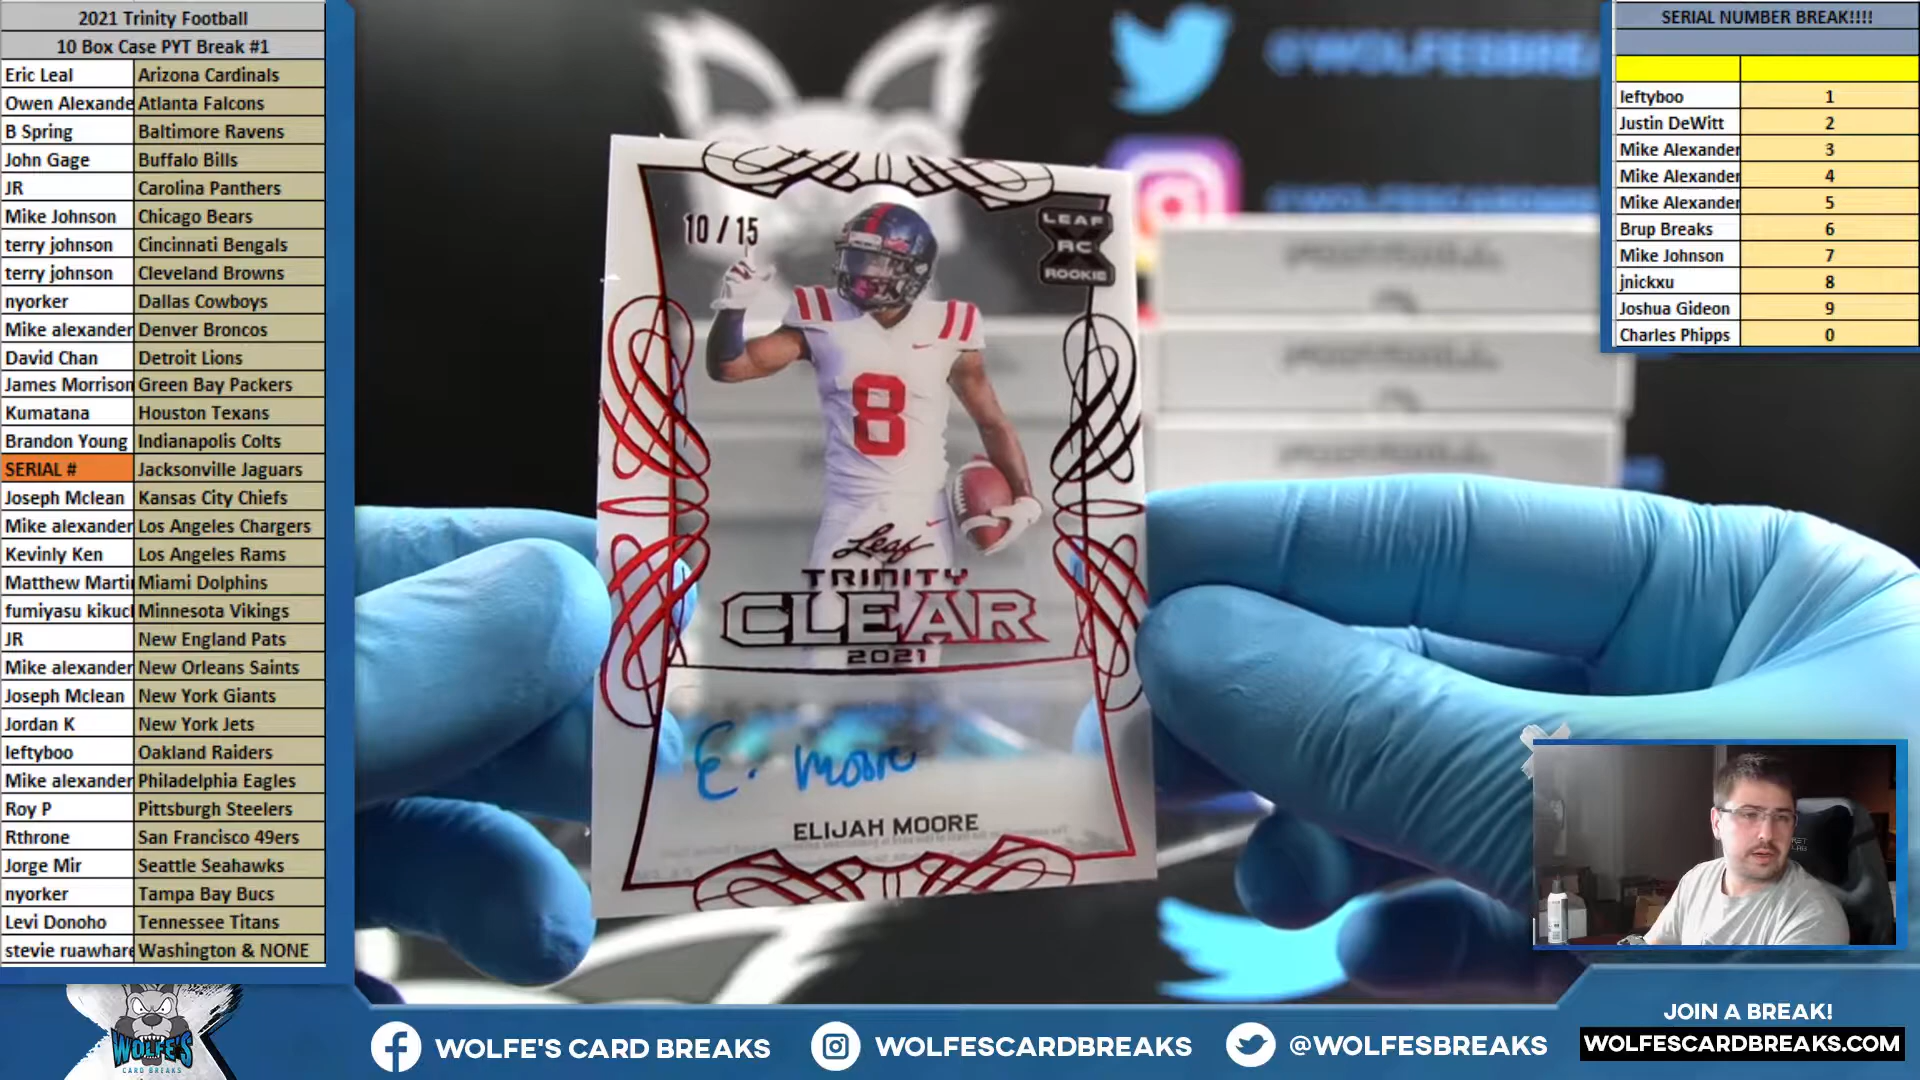 2021 Trinity Football
10 Box Case PYT Break #1
Eric Leal Arizona Cardinals
Owen Alexande Atlanta Falcons
B Spring Baltimore Ravens
John Gage Buffalo Bills
JR Carolina Panthers
Mike Johnson Chicago Bears
terry johnson Cincinnati Bengals
terry johnson Cleveland Browns
nyorker Dallas Cowboys
Mike alexander Denver Broncos
David Chan Detroit Lions
James Morrison Green Bay Packers
Kumatana Houston Texans
Brandon Young Indianapolis Colts
SERIAL # Jacksonville Jaguars
Joseph Mclean Kansas City Chiefs
Mike alexander Los Angeles Chargers
Kevinly Ken Los Angeles Rams
Matthew Marti Miami Dolphins
fumiyasu kikuc Minnesota Vikings
JR New England Pats
Mike alexander New Orleans Saints
Joseph Mclean New York Giants
Jordan K New York Jets
leftyboo Oakland Raiders
Mike alexander Philadelphia Eagles
Roy P Pittsburgh Steelers
Rthrone San Francisco 49ers
Jorge Mir Seattle Seahawks
nyorker Tampa Bay Bucs
Levi Donoho Tennessee Titans
stevie ruawhare Washington & NONE
@WOLFESBREA
10 / 15
LEAF
RC
ROOKIE
8
Leaf
TRINITY
CLEAR
2021
E. Moore
ELIJAH MOORE
SERIAL NUMBER BREAK!!!!
leftyboo 1
Justin DeWitt 2
Mike Alexander 3
Mike Alexander 4
Mike Alexander 5
Brup Breaks 6
Mike Johnson 7
jnickxu 8
Joshua Gideon 9
Charles Phipps 0
WOLFE'S
CARD BREAKS
WOLFE'S CARD BREAKS
WOLFESCARDBREAKS
@WOLFESBREAKS
JOIN A BREAK!
WOLFESCARDBREAKS.COM